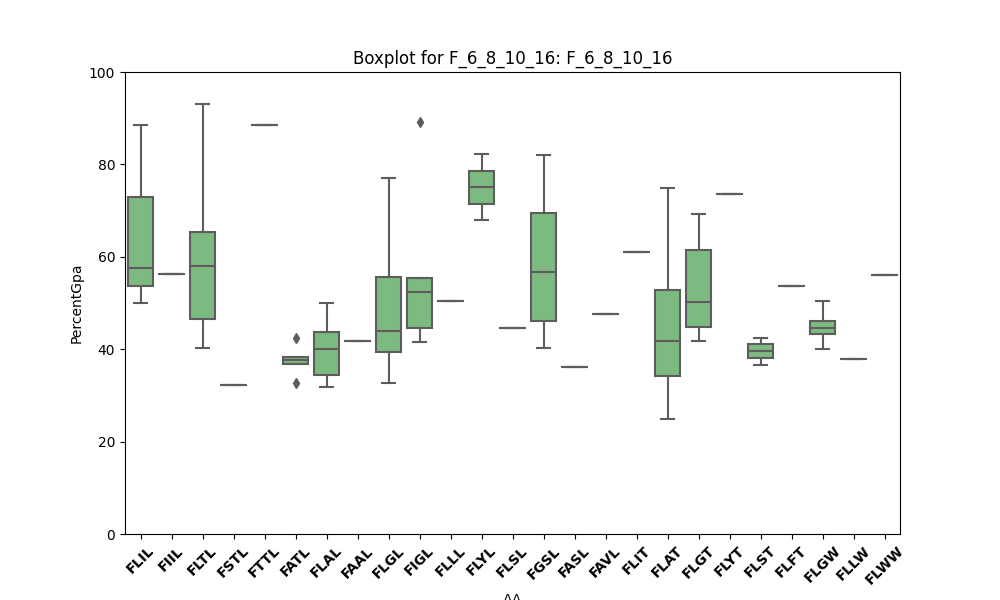 Boxplot for F_6_8_10_16: F_6_8_10_16
PercentGpa
100
80
60
40
20
0
FLIL FIIL FLTL FSTL FTTL FATL FLAL FAAL FLGL FIGL FLLL FLYL FLSL FGSL FASL FAVL FLIT FLAT FLGT FLYT FLST FLFT FLGW FLLW FLWW
AA